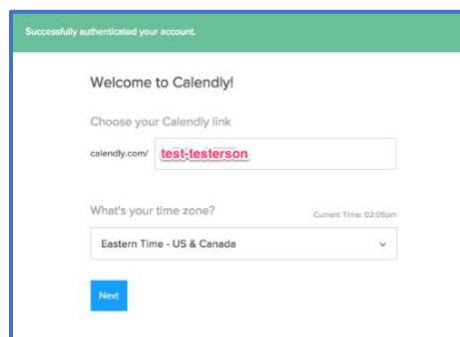 Successfully authenticated your account.
Welcome to Calendly!
Choose your Calendly link
calendly.com/ test-testerson
What's your time zone? Current Time: 02:05pm
Eastern Time - US & Canada
Next